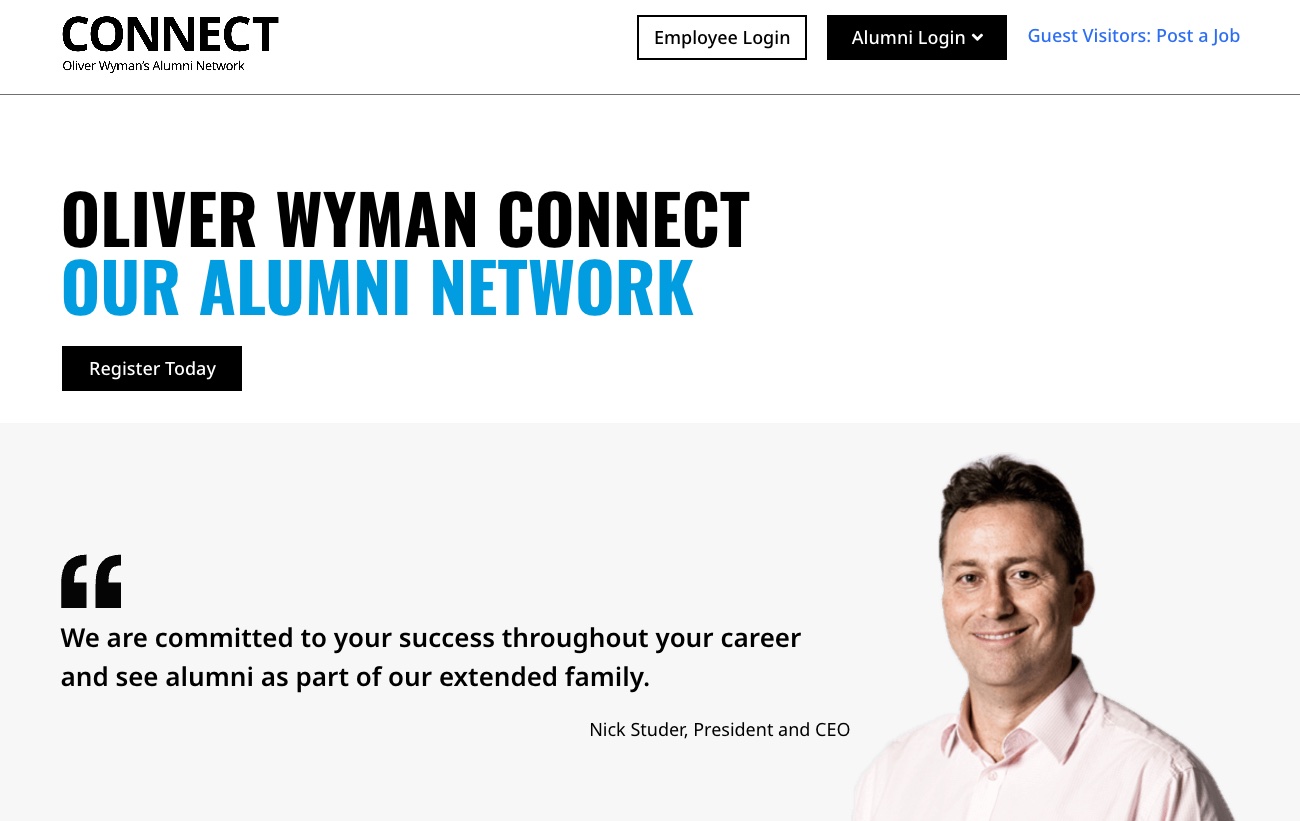 CONNECT
Oliver Wyman's Alumni Network
Employee Login
Alumni Login
Guest Visitors: Post a Job
OLIVER WYMAN CONNECT
OUR ALUMNI NETWORK
Register Today
“
We are committed to your success throughout your career
and see alumni as part of our extended family.
Nick Studer, President and CEO